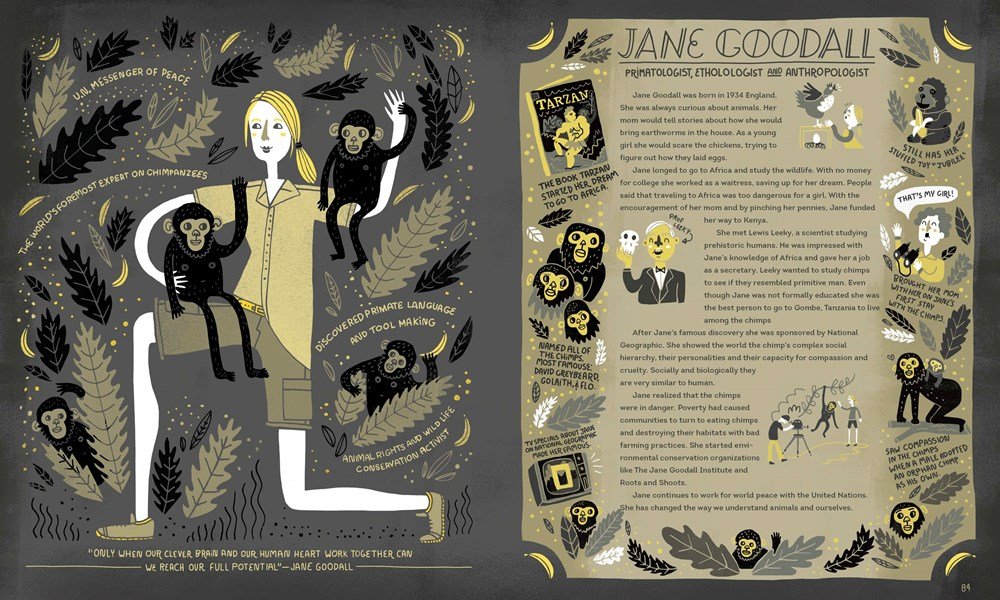 U.N. MESSENGER OF PEACE
THE WORLD'S FOREMOST EXPERT ON CHIMPANZEES
DISCOVERED PRIMATE LANGUAGE
AND TOOL MAKING
ANIMAL RIGHTS AND WILD LIFE
CONSERVATION ACTIVIST
"ONLY WHEN OUR CLEVER BRAIN AND OUR HUMAN HEART WORK TOGETHER CAN
WE REACH OUR FULL POTENTIAL"—JANE GOODALL
JANE GOODALL
PRIMATOLOGIST, ETHOLOLOGIST AND ANTHROPOLOGIST
TARZAN
THE BOOK TARZAN
STARTED HER DREAM
TO GO TO AFRICA.
Jane Goodall was born in 1934 England.
She was always curious about animals. Her
mom would tell stories about how she would
bring earthworms in the house. As a young
girl she would scare the chickens, trying to
figure out how they laid eggs.
Jane longed to go to Africa and study the wildlife. With no money
for college she worked as a waitress, saving up for her dream. People
said that traveling to Africa was too dangerous for a girl. With the
encouragement of her mom and by pinching her pennies, Jane funded
her way to Kenya.
PROF
LEEKY
She met Lewis Leeky, a scientist studying
prehistoric humans. He was impressed with
Jane's knowledge of Africa and gave her a job
as a secretary. Leeky wanted to study chimps
to see if they resembled primitive man. Even
though Jane was not formally educated she was
the best person to go to Gombe, Tanzania to live
among the chimps
After Jane's famous discovery she was sponsored by National
Geographic. She showed the world the chimp's complex social
hierarchy, their personalities and their capacity for compassion and
cruelty. Socially and biologically they
are very similar to human.
Jane realized that the chimps
were in danger. Poverty had caused
communities to turn to eating chimps
and destroying their habitats with bad
farming practices. She started envi-
ronmental conservation organizations
like The Jane Goodall Institute and
Roots and Shoots.
Jane continues to work for world peace with the United Nations.
She has changed the way we understand animals and ourselves.
NAMED ALL OF
THE CHIMPS,
MOST FAMOUSE:
DAVID GREYBEARD,
GOLAITH, & FLO.
TV SPECIALS ABOUT JANE
ON NATIONAL GEOGRAPHIC
MADE HER FAMOUS
STILL HAS HER
STUFFED TOY "JUBILEE"
THAT'S MY GIRL!
BROUGHT HER MOM
WITH HER ON JANE'S
FIRST STAY
WITH THE CHIMPS
SAW COMPASSION
IN THE CHIMPS
WHEN A MALE ADOPTED
AN ORPHAN CHIMP
AS HIS OWN.
84